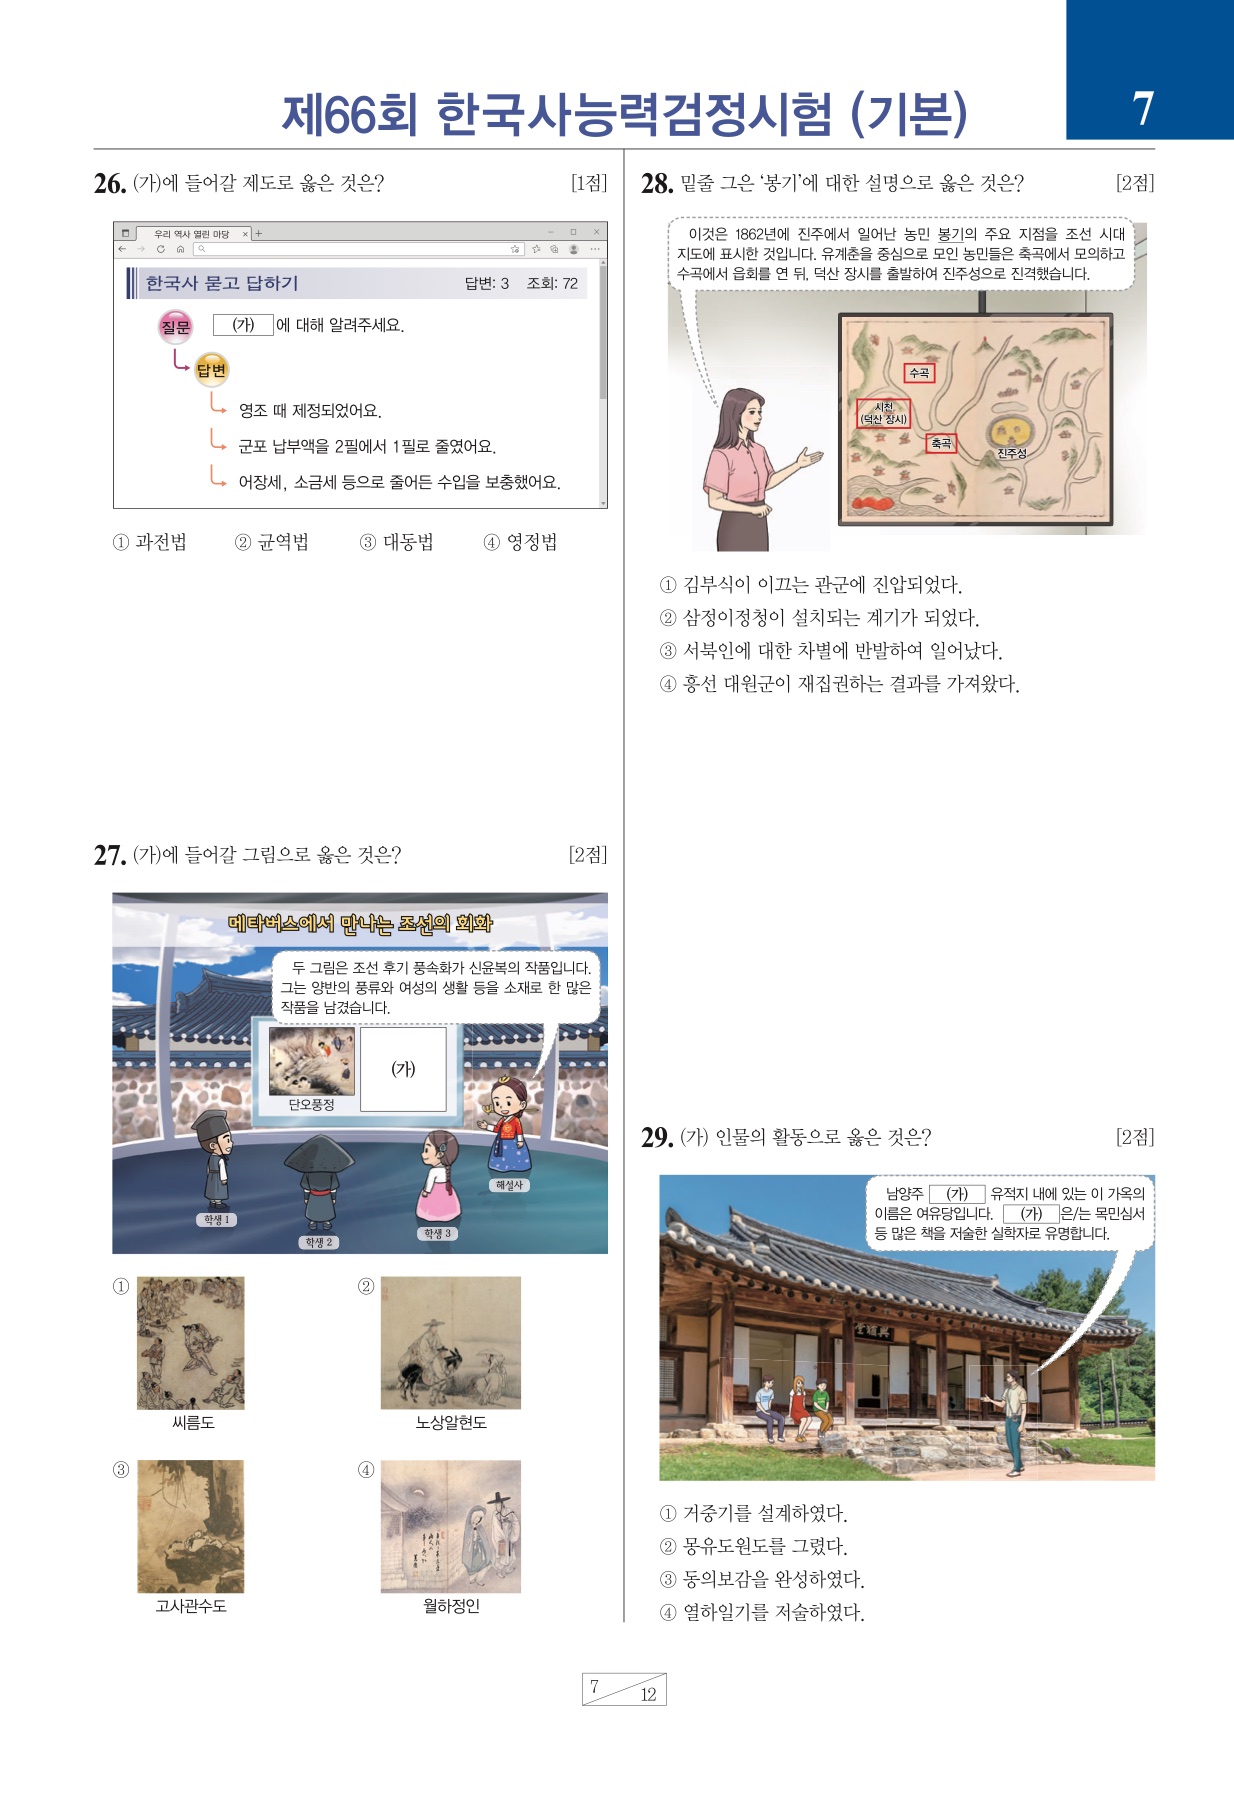 제66회 한국사능력검정시험 (기본)
7
26. (가)에 들어갈 제도로 옳은 것은? [1점]
우리 역사 열린 마당
한국사 묻고 답하기 답변: 3 조회: 72
질문 (가) 에 대해 알려주세요.
답변
영조 때 제정되었어요.
군포 납부액을 2필에서 1필로 줄였어요.
어장세, 소금세 등으로 줄어든 수입을 보충했어요.
① 과전법 ② 균역법 ③ 대동법 ④ 영정법
27. (가)에 들어갈 그림으로 옳은 것은? [2점]
메타버스에서 만나는 조선의 회화
두 그림은 조선 후기 풍속화가 신윤복의 작품입니다.
그는 양반의 풍류와 여성의 생활 등을 소재로 한 많은
작품을 남겼습니다.
(가)
단오풍정
해설사
학생 1
학생 2
학생 3
① 씨름도
② 노상알현도
③ 고사관수도
④ 월하정인
28. 밑줄 그은 '봉기'에 대한 설명으로 옳은 것은? [2점]
이것은 1862년에 진주에서 일어난 농민 봉기의 주요 지점을 조선 시대
지도에 표시한 것입니다. 유계춘을 중심으로 모인 농민들은 축곡에서 모의하고
수곡에서 읍회를 연 뒤, 덕산 장시를 출발하여 진주성으로 진격했습니다.
수곡
시천
(덕산 장시)
축곡
진주성
① 김부식이 이끄는 관군에 진압되었다.
② 삼정이정청이 설치되는 계기가 되었다.
③ 서북인에 대한 차별에 반발하여 일어났다.
④ 흥선 대원군이 재집권하는 결과를 가져왔다.
29. (가) 인물의 활동으로 옳은 것은? [2점]
남양주 (가) 유적지 내에 있는 이 가옥의
이름은 여유당입니다. (가) 은/는 목민심서
등 많은 책을 저술한 실학자로 유명합니다.
① 거중기를 설계하였다.
② 몽유도원도를 그렸다.
③ 동의보감을 완성하였다.
④ 열하일기를 저술하였다.
7 12